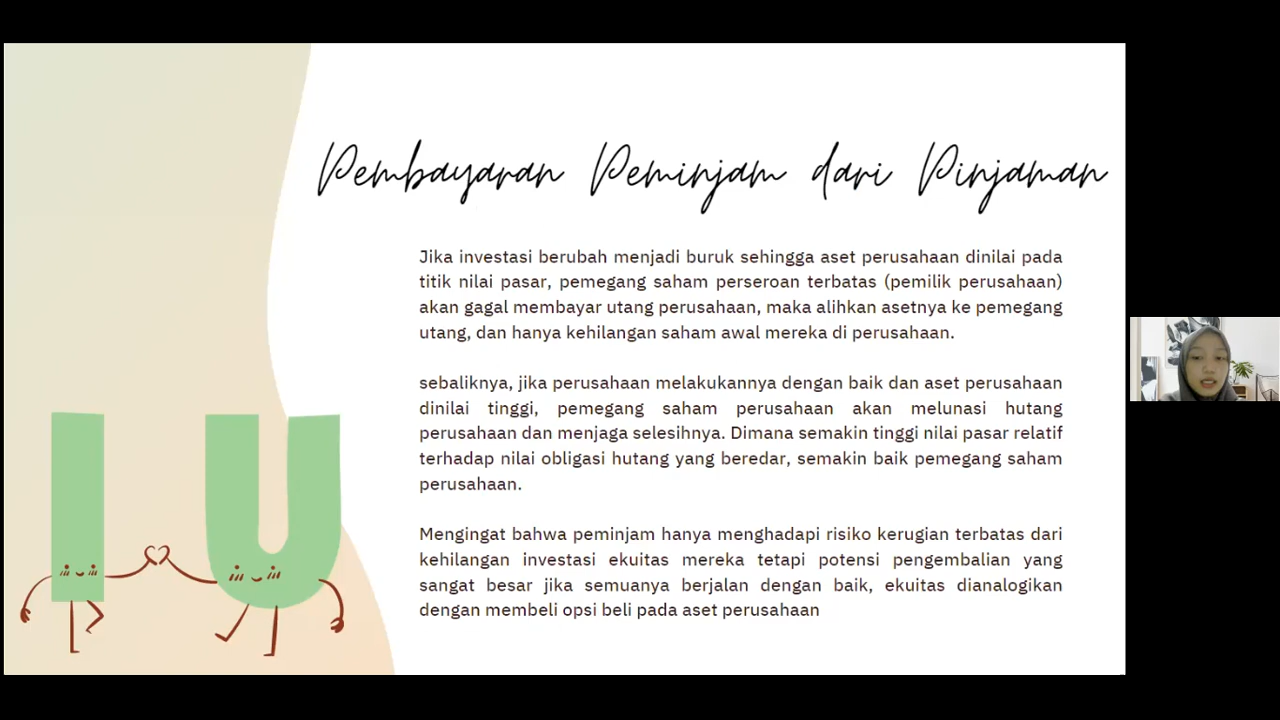 Pembayaran Peminjam dari Pinjaman
Jika investasi berubah menjadi buruk sehingga aset perusahaan dinilai pada
titik nilai pasar, pemegang saham perseroan terbatas (pemilik perusahaan)
akan gagal membayar utang perusahaan, maka alihkan asetnya ke pemegang
utang, dan hanya kehilangan saham awal mereka di perusahaan.
sebaliknya, jika perusahaan melakukannya dengan baik dan aset perusahaan
dinilai tinggi, pemegang saham perusahaan akan melunasi hutang
perusahaan dan menjaga selesihnya. Dimana semakin tinggi nilai pasar relatif
terhadap nilai obligasi hutang yang beredar, semakin baik pemegang saham
perusahaan.
Mengingat bahwa peminjam hanya menghadapi risiko kerugian terbatas dari
kehilangan investasi ekuitas mereka tetapi potensi pengembalian yang
sangat besar jika semuanya berjalan dengan baik, ekuitas dianalogikan
dengan membeli opsi beli pada aset perusahaan
I U